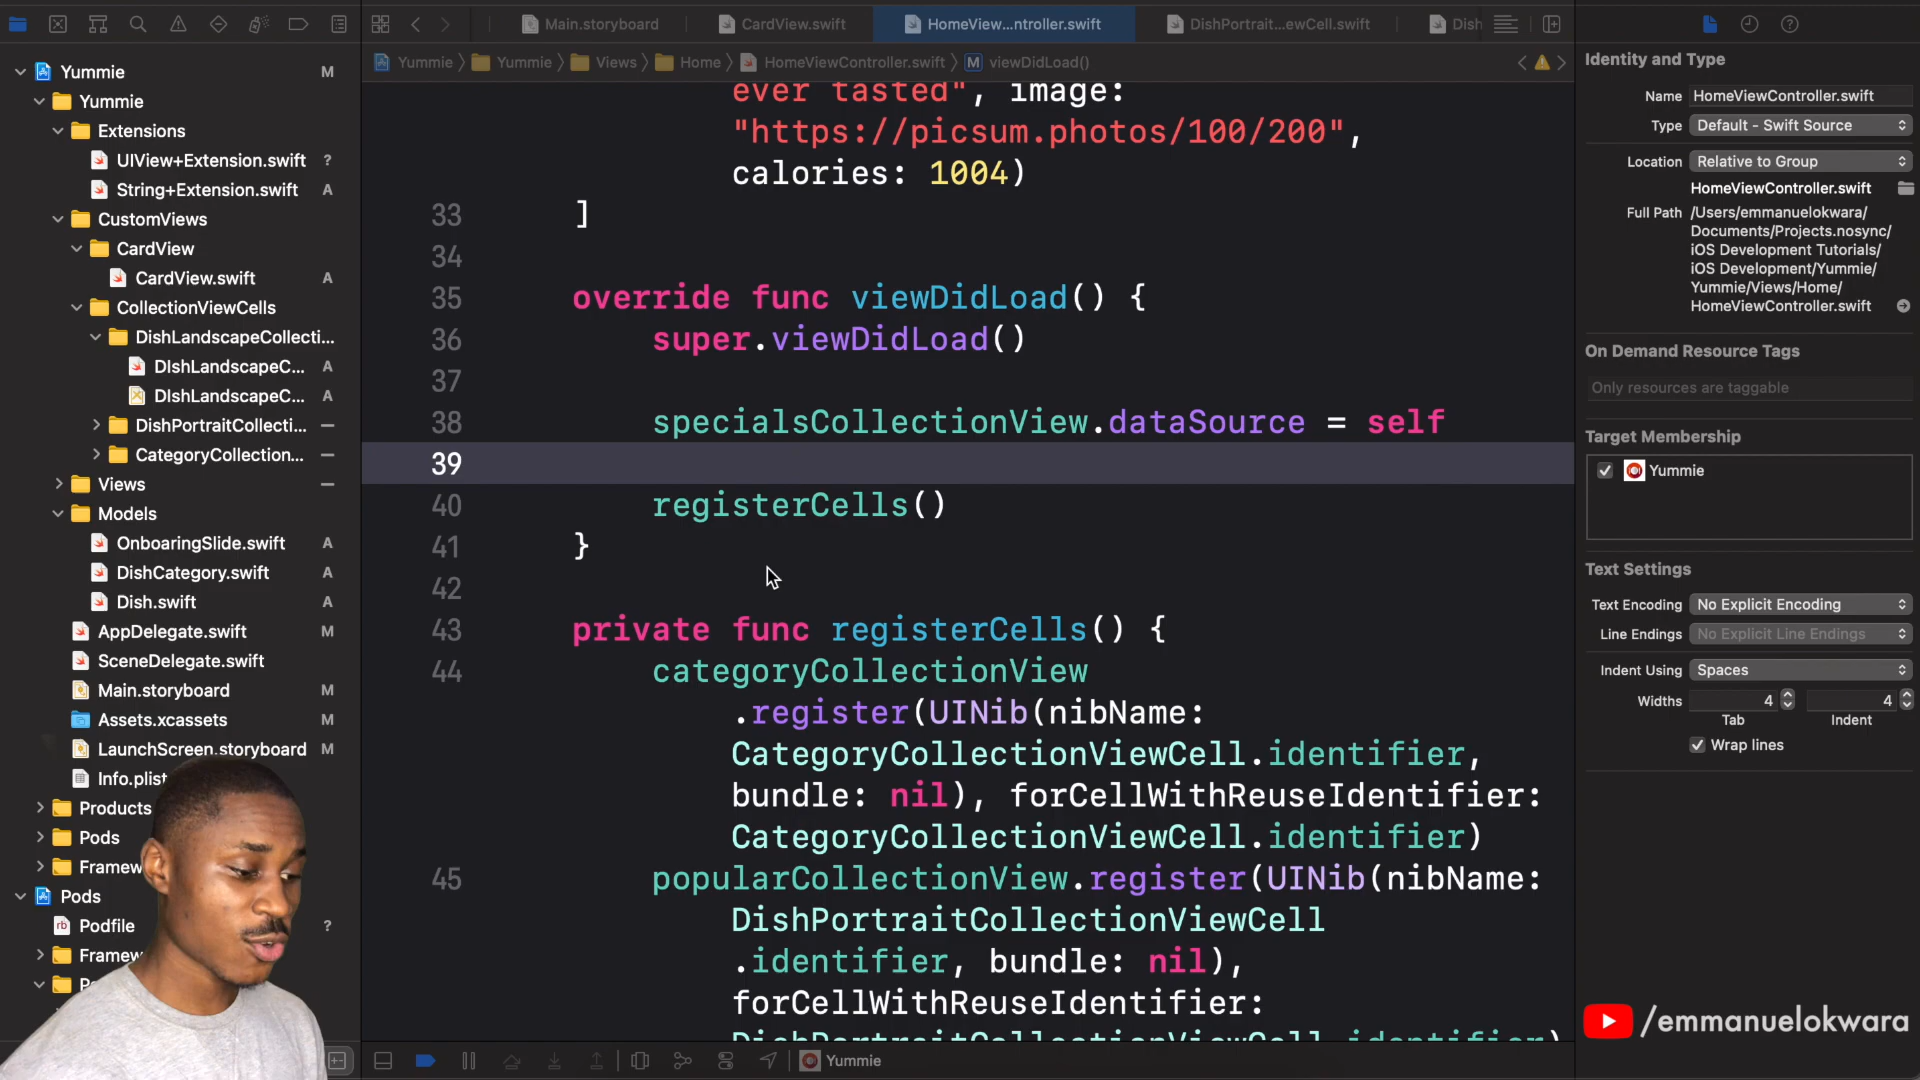 Main.storyboard
CardView.swift
HomeView...ntroller.swift
DishPortrait...ewCell.swift
Dish
Yummie
Yummie
Views
Home
HomeViewController.swift
M
viewDidLoad()
Yummie M
Yummie
Extensions
UIView+Extension.swift ?
String+Extension.swift A
CustomViews
CardView
CardView.swift A
CollectionViewCells
DishLandscapeCollecti...
DIshLandscapeC... A
DIshLandscapeC... A
DishPortraitCollecti...
CategoryCollection...
Views
Models
OnboaringSlide.swift A
DishCategory.swift A
Dish.swift A
AppDelegate.swift M
SceneDelegate.swift
Main.storyboard M
Assets.xcassets M
LaunchScreen.storyboard M
Info.plist
Products
Pods
Framew
Pods
Podfile ?
Framew
ever tasted", image:
"https://picsum.photos/100/200",
calories: 1004)
33 ]
34
35 override func viewDidLoad() {
36 super.viewDidLoad()
37
38 specialsCollectionView.dataSource = self
39
40 registerCells()
41 }
42
43 private func registerCells() {
44 categoryCollectionView
.register(UINib(nibName:
CategoryCollectionViewCell.identifier,
bundle: nil), forCellWithReuseIdentifier:
CategoryCollectionViewCell.identifier)
45 popularCollectionView.register(UINib(nibName:
DishPortraitCollectionViewCell
.identifier, bundle: nil),
forCellWithReuseIdentifier:
DishPortraitCollectionViewCell.identifier)
Yummie
Identity and Type
Name HomeViewController.swift
Type Default - Swift Source
Location Relative to Group
HomeViewController.swift
Full Path /Users/emmanuelokwara/
Documents/Projects.nosync/
iOS Development Tutorials/
iOS Development/Yummie/
Yummie/Views/Home/
HomeViewController.swift
On Demand Resource Tags
Only resources are taggable
Target Membership
Yummie
Text Settings
Text Encoding No Explicit Encoding
Line Endings No Explicit Line Endings
Indent Using Spaces
Widths 4 4
Tab Indent
Wrap lines
/emmanuelokwara